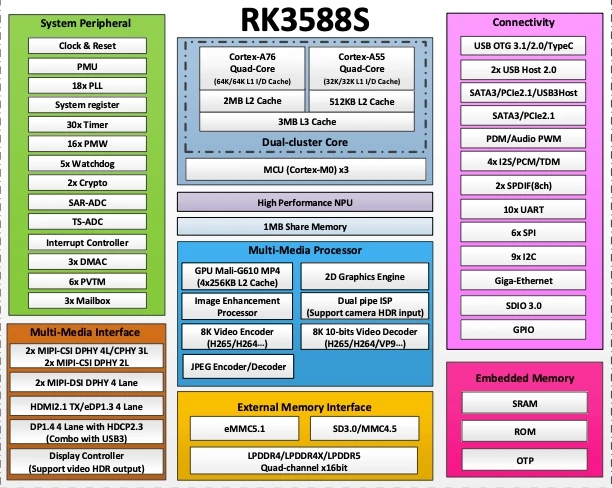 RK3588S
System Peripheral
Clock & Reset
PMU
18x PLL
System register
30x Timer
16x PMW
5x Watchdog
2x Crypto
SAR-ADC
TS-ADC
Interrupt Controller
3x DMAC
6x PVTM
3x Mailbox
Multi-Media Interface
2x MIPI-CSI DPHY 4L/CPHY 3L
2x MIPI-CSI DPHY 2L
2x MIPI-DSI DPHY 4 Lane
HDMI2.1 TX/eDP1.3 4 Lane
DP1.4 4 Lane with HDCP2.3
(Combo with USB3)
Display Controller
(Support video HDR output)
Cortex-A76
Quad-Core
(64K/64K L1 I/D Cache)
2MB L2 Cache
Cortex-A55
Quad-Core
(32K/32K L1 I/D Cache)
512KB L2 Cache
3MB L3 Cache
Dual-cluster Core
MCU (Cortex-M0) x3
High Performance NPU
1MB Share Memory
Multi-Media Processor
GPU Mali-G610 MP4
(4x256KB L2 Cache)
2D Graphics Engine
Image Enhancement
Processor
Dual pipe ISP
(Support camera HDR input)
8K Video Encoder
(H265/H264...)
8K 10-bits Video Decoder
(H265/H264/VP9...)
JPEG Encoder/Decoder
External Memory Interface
eMMC5.1
SD3.0/MMC4.5
LPDDR4/LPDDR4X/LPDDR5
Quad-channel x16bit
Connectivity
USB OTG 3.1/2.0/TypeC
2x USB Host 2.0
SATA3/PCIe2.1/USB3Host
SATA3/PCIe2.1
PDM/Audio PWM
4x I2S/PCM/TDM
2x SPDIF(8ch)
10x UART
6x SPI
9x I2C
Giga-Ethernet
SDIO 3.0
GPIO
Embedded Memory
SRAM
ROM
OTP